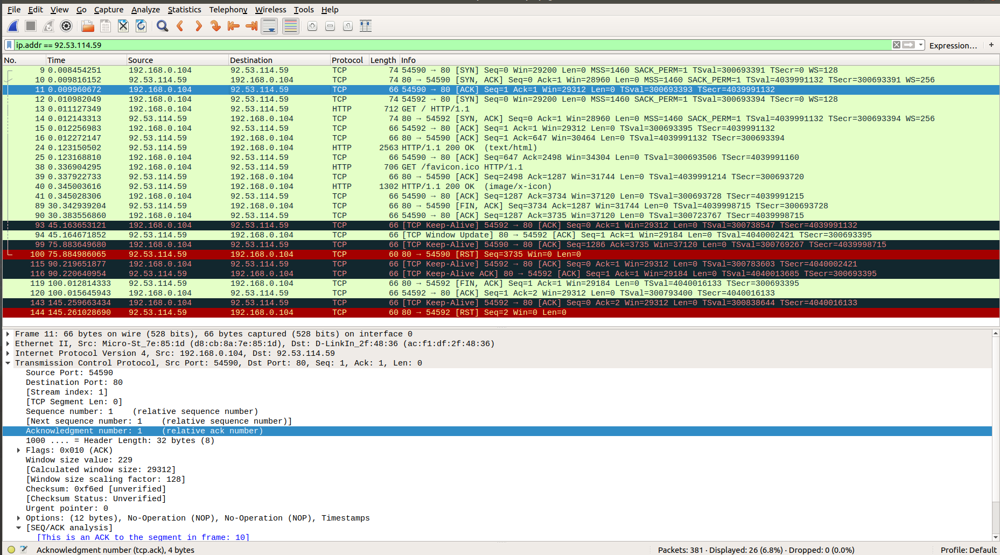 File Edit View Go Capture Analyze Statistics Telephony Wireless Tools Help
ip.addr == 92.53.114.59 Expression… +
No. Time Source Destination Protocol Length Info
9 0.008454251 192.168.0.104 92.53.114.59 TCP 74 54590 → 80 [SYN] Seq=0 Win=29200 Len=0 MSS=1460 SACK_PERM=1 TSval=300693391 TSecr=0 WS=128
10 0.009816152 92.53.114.59 192.168.0.104 TCP 74 80 → 54590 [SYN, ACK] Seq=0 Ack=1 Win=28960 Len=0 MSS=1460 SACK_PERM=1 TSval=4039991132 TSecr=300693391 WS=256
11 0.009960672 192.168.0.104 92.53.114.59 TCP 66 54590 → 80 [ACK] Seq=1 Ack=1 Win=29312 Len=0 TSval=300693393 TSecr=4039991132
12 0.010982049 192.168.0.104 92.53.114.59 TCP 74 54592 → 80 [SYN] Seq=0 Win=29200 Len=0 MSS=1460 SACK_PERM=1 TSval=300693394 TSecr=0 WS=128
13 0.011127349 192.168.0.104 92.53.114.59 HTTP 712 GET / HTTP/1.1
14 0.012143313 92.53.114.59 192.168.0.104 TCP 74 80 → 54592 [SYN, ACK] Seq=0 Ack=1 Win=28960 Len=0 MSS=1460 SACK_PERM=1 TSval=4039991132 TSecr=300693394 WS=256
15 0.012256983 192.168.0.104 92.53.114.59 TCP 66 54592 → 80 [ACK] Seq=1 Ack=1 Win=29312 Len=0 TSval=300693395 TSecr=4039991132
16 0.012272147 92.53.114.59 192.168.0.104 TCP 66 80 → 54590 [ACK] Seq=1 Ack=647 Win=30464 Len=0 TSval=4039991132 TSecr=300693394
24 0.123150502 92.53.114.59 192.168.0.104 HTTP 2563 HTTP/1.1 200 OK (text/html)
25 0.123168810 192.168.0.104 92.53.114.59 TCP 66 54590 → 80 [ACK] Seq=647 Ack=2498 Win=34304 Len=0 TSval=300693506 TSecr=4039991160
38 0.336904295 192.168.0.104 92.53.114.59 HTTP 706 GET /favicon.ico HTTP/1.1
39 0.337922733 92.53.114.59 192.168.0.104 TCP 66 80 → 54590 [ACK] Seq=2498 Ack=1287 Win=31744 Len=0 TSval=4039991214 TSecr=300693720
40 0.345003616 92.53.114.59 192.168.0.104 HTTP 1302 HTTP/1.1 200 OK (image/x-icon)
41 0.345028306 192.168.0.104 92.53.114.59 TCP 66 54590 → 80 [ACK] Seq=1287 Ack=3734 Win=37120 Len=0 TSval=300693728 TSecr=4039991215
89 30.342939204 92.53.114.59 192.168.0.104 TCP 66 80 → 54590 [FIN, ACK] Seq=3734 Ack=1287 Win=31744 Len=0 TSval=4039998715 TSecr=300693728
90 30.383556860 192.168.0.104 92.53.114.59 TCP 66 54590 → 80 [ACK] Seq=1287 Ack=3735 Win=37120 Len=0 TSval=300723767 TSecr=4039998715
93 45.163653121 192.168.0.104 92.53.114.59 TCP 66 [TCP Keep-Alive] 54592 → 80 [ACK] Seq=0 Ack=1 Win=29312 Len=0 TSval=300738547 TSecr=4039991132
94 45.164671852 92.53.114.59 192.168.0.104 TCP 66 [TCP Window Update] 80 → 54592 [ACK] Seq=1 Ack=1 Win=29184 Len=0 TSval=4040002421 TSecr=300693395
99 75.883649680 192.168.0.104 92.53.114.59 TCP 66 [TCP Keep-Alive] 54590 → 80 [ACK] Seq=1286 Ack=3735 Win=37120 Len=0 TSval=300769267 TSecr=4039998715
100 75.884986065 92.53.114.59 192.168.0.104 TCP 60 80 → 54590 [RST] Seq=3735 Win=0 Len=0
115 90.219651877 192.168.0.104 92.53.114.59 TCP 66 [TCP Keep-Alive] 54592 → 80 [ACK] Seq=0 Ack=1 Win=29312 Len=0 TSval=300783603 TSecr=4040002421
116 90.220640954 92.53.114.59 192.168.0.104 TCP 66 [TCP Keep-Alive ACK] 80 → 54592 [ACK] Seq=1 Ack=1 Win=29184 Len=0 TSval=4040013685 TSecr=300693395
119 100.012814333 92.53.114.59 192.168.0.104 TCP 66 80 → 54592 [FIN, ACK] Seq=1 Ack=1 Win=29184 Len=0 TSval=4040016133 TSecr=300693395
120 100.015645943 192.168.0.104 92.53.114.59 TCP 66 54592 → 80 [ACK] Seq=1 Ack=2 Win=29312 Len=0 TSval=300793400 TSecr=4040016133
143 145.259663434 192.168.0.104 92.53.114.59 TCP 66 [TCP Keep-Alive] 54592 → 80 [ACK] Seq=0 Ack=2 Win=29312 Len=0 TSval=300838644 TSecr=4040016133
144 145.261028690 92.53.114.59 192.168.0.104 TCP 60 80 → 54592 [RST] Seq=2 Win=0 Len=0
Frame 11: 66 bytes on wire (528 bits), 66 bytes captured (528 bits) on interface 0
Ethernet II, Src: Micro-St_7e:85:1d (d8:cb:8a:7e:85:1d), Dst: D-LinkIn_2f:48:36 (ac:f1:df:2f:48:36)
Internet Protocol Version 4, Src: 192.168.0.104, Dst: 92.53.114.59
Transmission Control Protocol, Src Port: 54590, Dst Port: 80, Seq: 1, Ack: 1, Len: 0
Source Port: 54590
Destination Port: 80
[Stream index: 1]
[TCP Segment Len: 0]
Sequence number: 1 (relative sequence number)
[Next sequence number: 1 (relative sequence number)]
Acknowledgment number: 1 (relative ack number)
1000 .... = Header Length: 32 bytes (8)
Flags: 0x010 (ACK)
Window size value: 229
[Calculated window size: 29312]
[Window size scaling factor: 128]
Checksum: 0xf6ed [unverified]
[Checksum Status: Unverified]
Urgent pointer: 0
Options: (12 bytes), No-Operation (NOP), No-Operation (NOP), Timestamps
[SEQ/ACK analysis]
[This is an ACK to the segment in frame: 10]
Acknowledgment number (tcp.ack), 4 bytes Packets: 381 · Displayed: 26 (6.8%) · Dropped: 0 (0.0%) Profile: Default